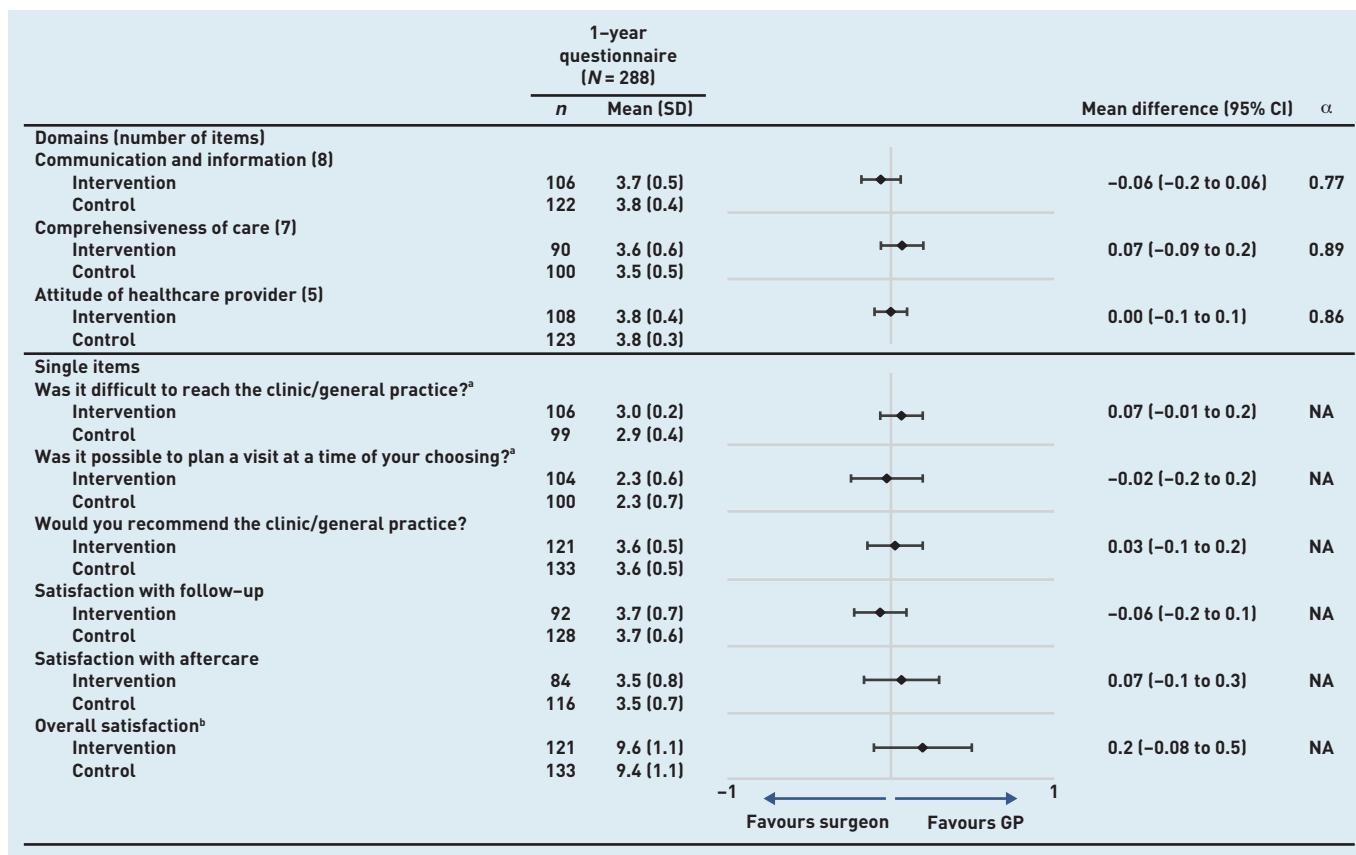 1–year
questionnaire
(N = 288)
n Mean (SD) Mean difference (95% CI) α
Domains (number of items)
Communication and information (8)
Intervention 106 3.7 (0.5) –0.06 (–0.2 to 0.06) 0.77
Control 122 3.8 (0.4)
Comprehensiveness of care (7)
Intervention 90 3.6 (0.6) 0.07 (–0.09 to 0.2) 0.89
Control 100 3.5 (0.5)
Attitude of healthcare provider (5)
Intervention 108 3.8 (0.4) 0.00 (–0.1 to 0.1) 0.86
Control 123 3.8 (0.3)
Single items
Was it difficult to reach the clinic/general practice?ᵃ
Intervention 106 3.0 (0.2) 0.07 (–0.01 to 0.2) NA
Control 99 2.9 (0.4)
Was it possible to plan a visit at a time of your choosing?ᵃ
Intervention 104 2.3 (0.6) –0.02 (–0.2 to 0.2) NA
Control 100 2.3 (0.7)
Would you recommend the clinic/general practice?
Intervention 121 3.6 (0.5) 0.03 (–0.1 to 0.2) NA
Control 133 3.6 (0.5)
Satisfaction with follow–up
Intervention 92 3.7 (0.7) –0.06 (–0.2 to 0.1) NA
Control 128 3.7 (0.6)
Satisfaction with aftercare
Intervention 84 3.5 (0.8) 0.07 (–0.1 to 0.3) NA
Control 116 3.5 (0.7)
Overall satisfactionᵇ
Intervention 121 9.6 (1.1) 0.2 (–0.08 to 0.5) NA
Control 133 9.4 (1.1)
–1 1
Favours surgeon Favours GP